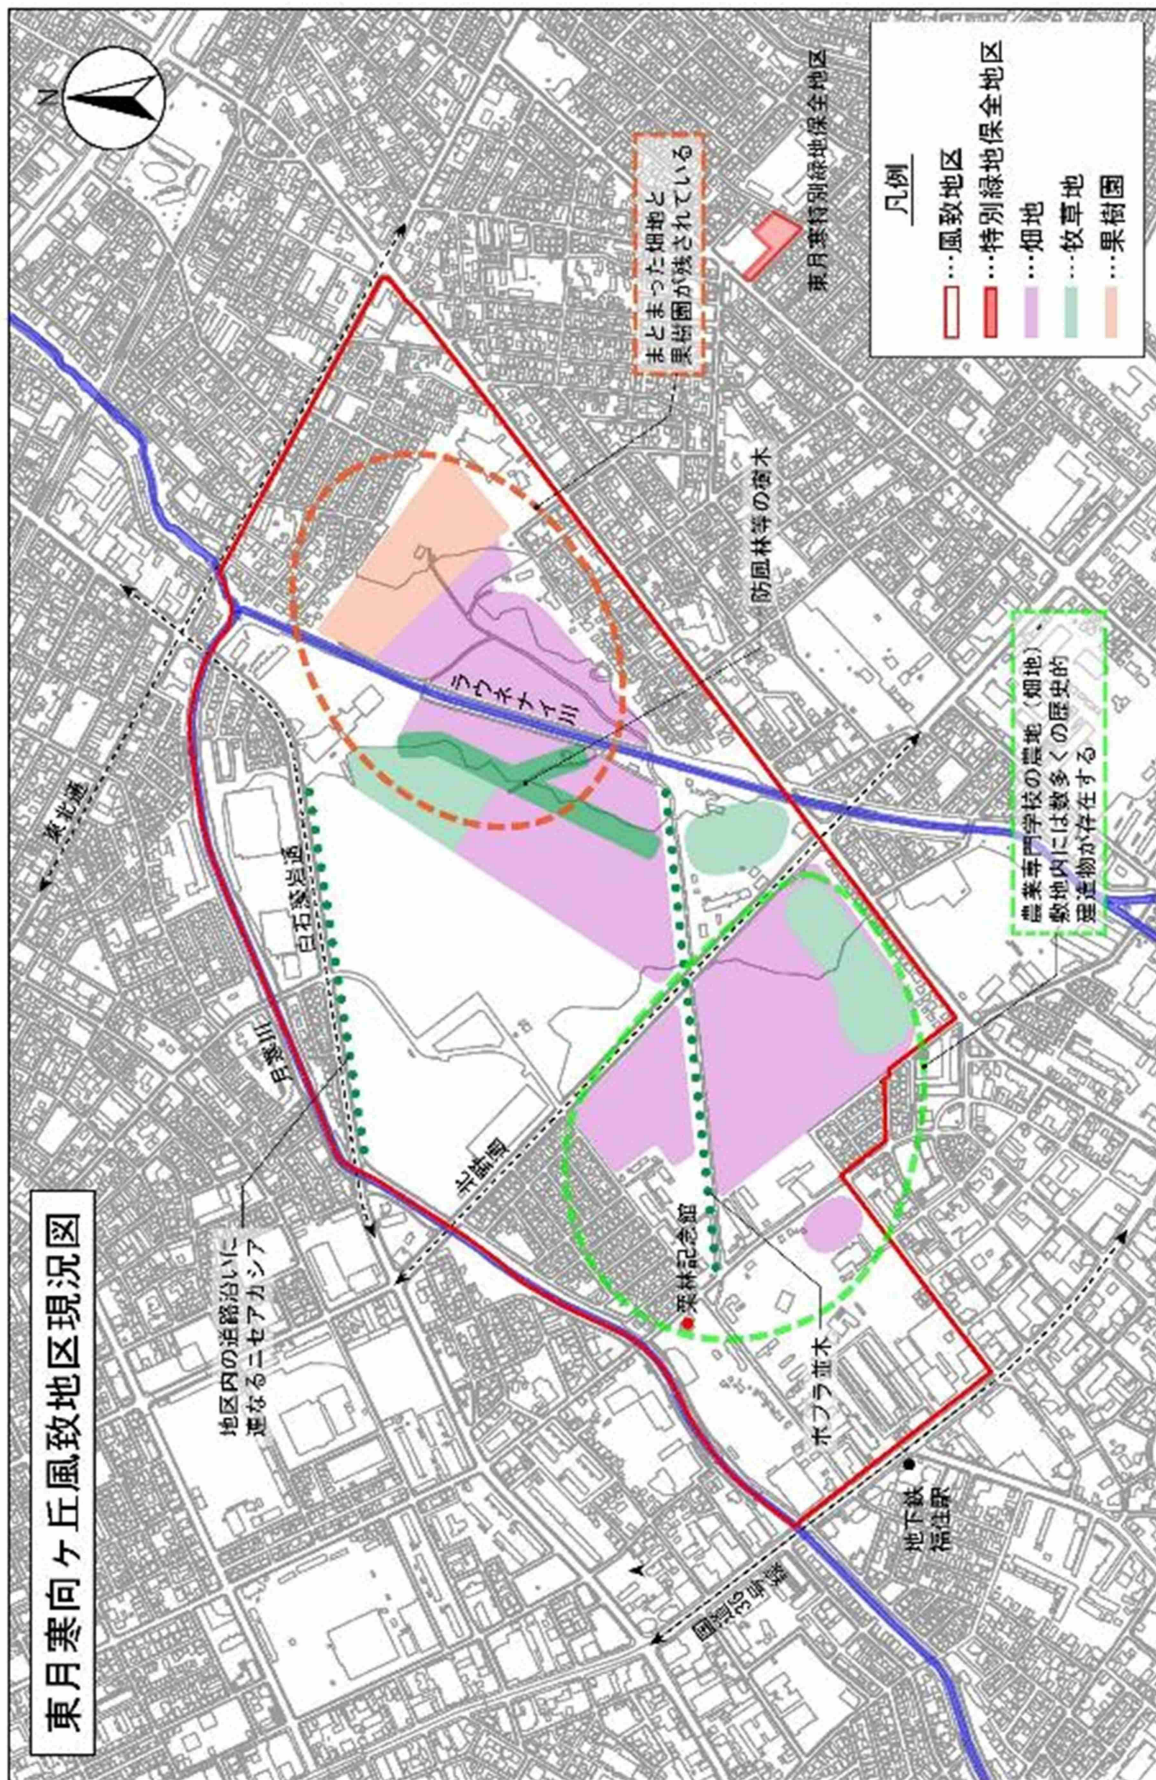 東月寒向ヶ丘風致地区現況図
N
凡例
…風致地区
…特別緑地保全地区
…畑地
…牧草地
…果樹園
東北通
白石藻岩通
月寒川
地区内の道路沿いに
連なるニセアカシア
北野通
ラウネナイ川
まとまった畑地と
果樹園が残されている
東月寒特別緑地保全地区
防風林等の樹木
農業専門学校の農地(畑地)
敷地内には数多くの歴史的
建造物が存在する
栗林記念館
ポプラ並木
国道36号線
地下鉄
福住駅